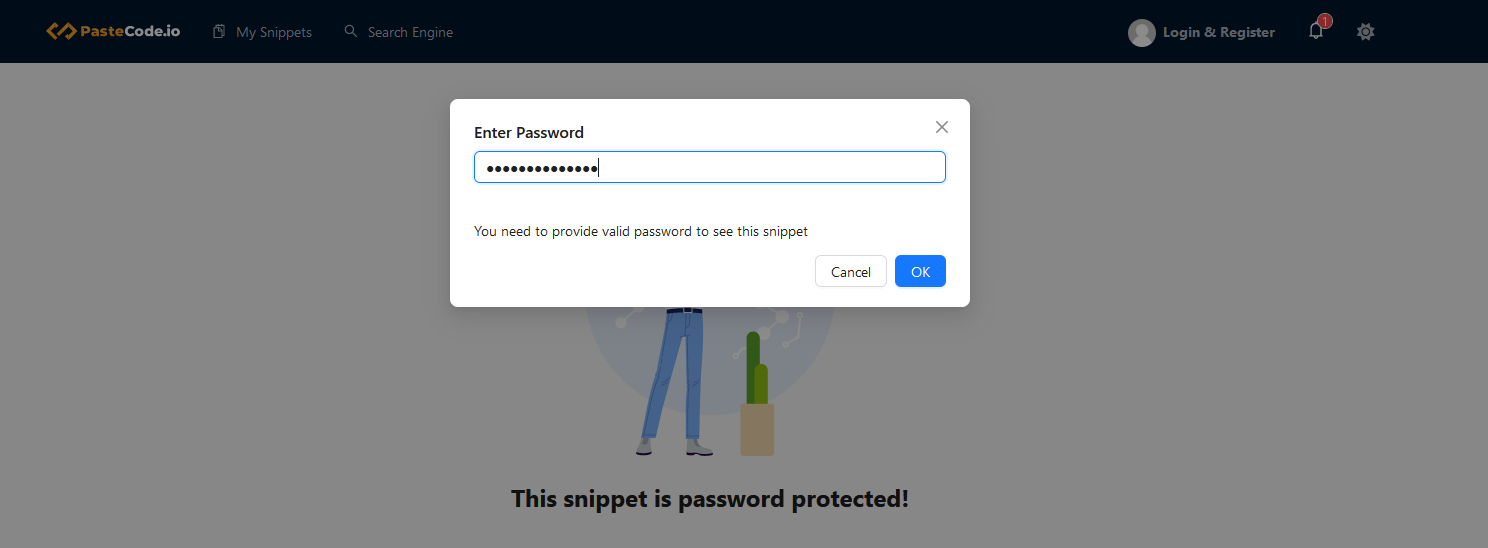 PasteCode.io My Snippets Search Engine Login & Register 1
Enter Password
●●●●●●●●●●●●●●
You need to provide valid password to see this snippet
Cancel OK
This snippet is password protected!